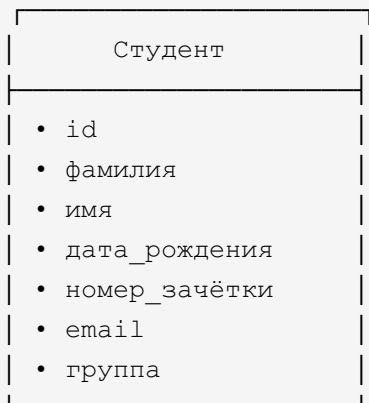 Студент
• id
• фамилия
• имя
• дата_рождения
• номер_зачётки
• email
• группа